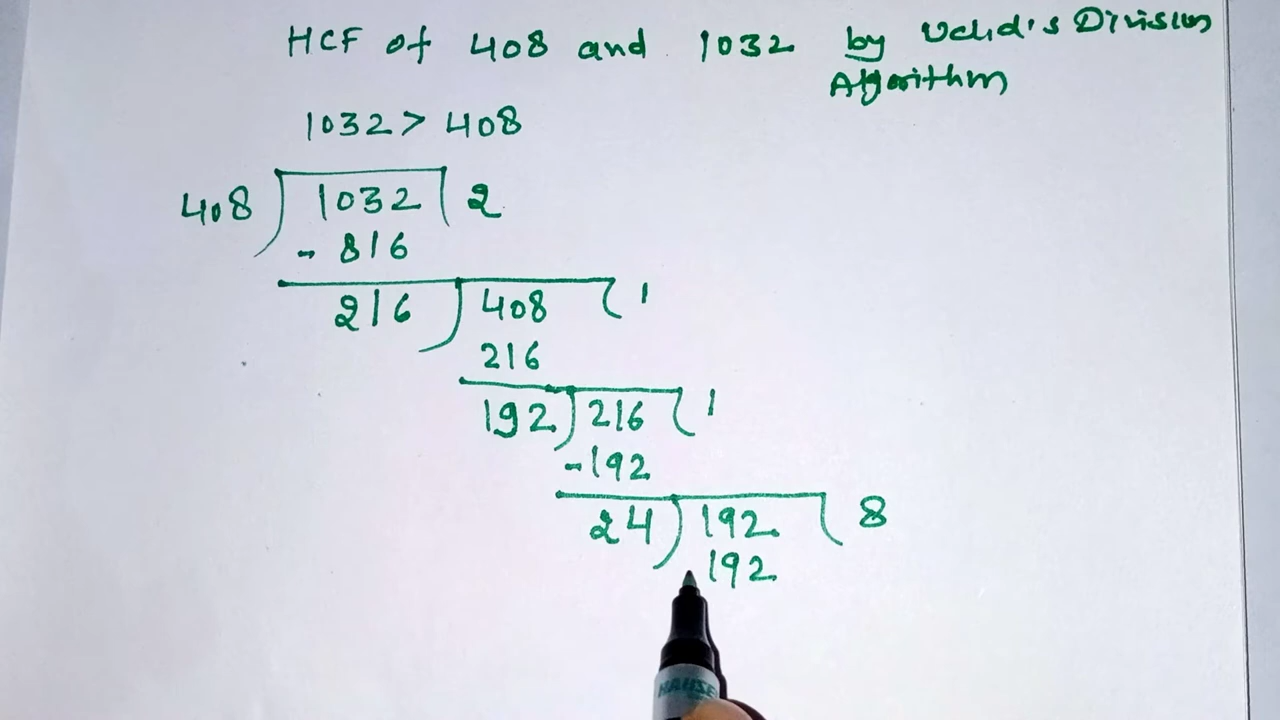 HCF of 408 and 1032 by Uclid's Division
Algorithm
1032 > 408
408 ) 1032 ( 2
- 816
216 ) 408 ( 1
216
192 ) 216 ( 1
-192
24 ) 192 ( 8
192
HAUSE